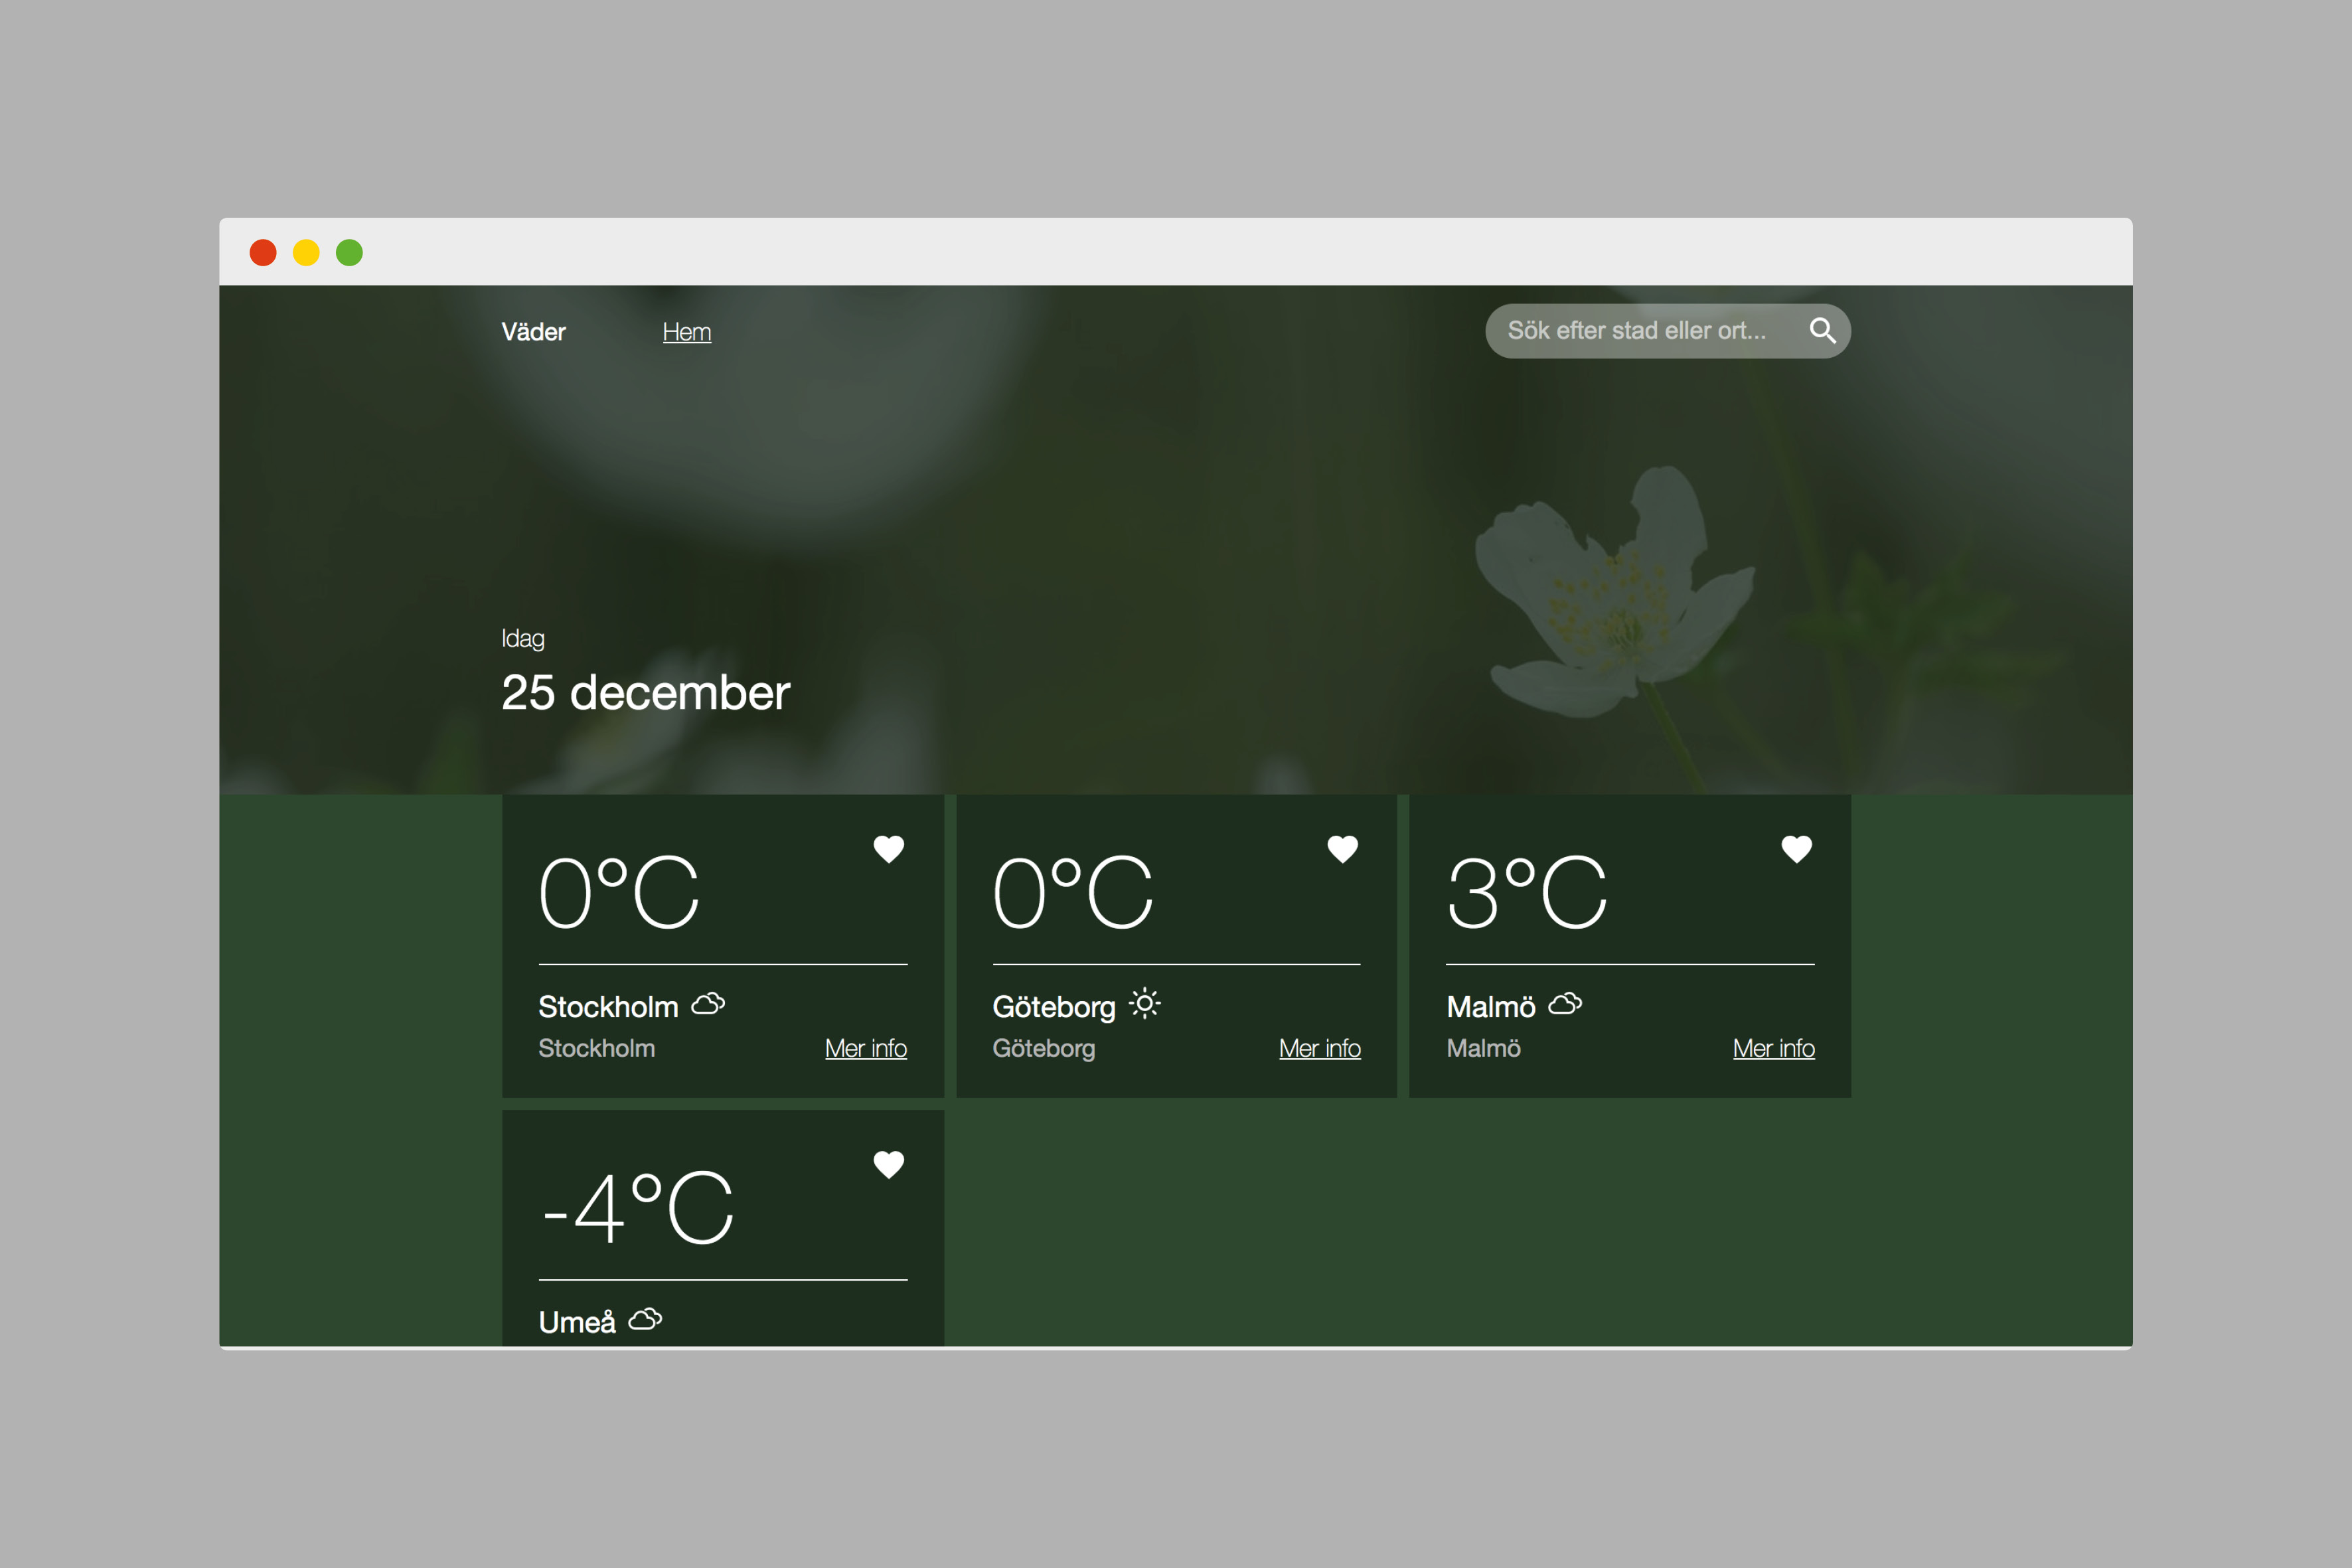 Väder Hem Sök efter stad eller ort...
Idag
25 december
0°C
Stockholm
Stockholm Mer info
0°C
Göteborg
Göteborg Mer info
3°C
Malmö
Malmö Mer info
-4°C
Umeå